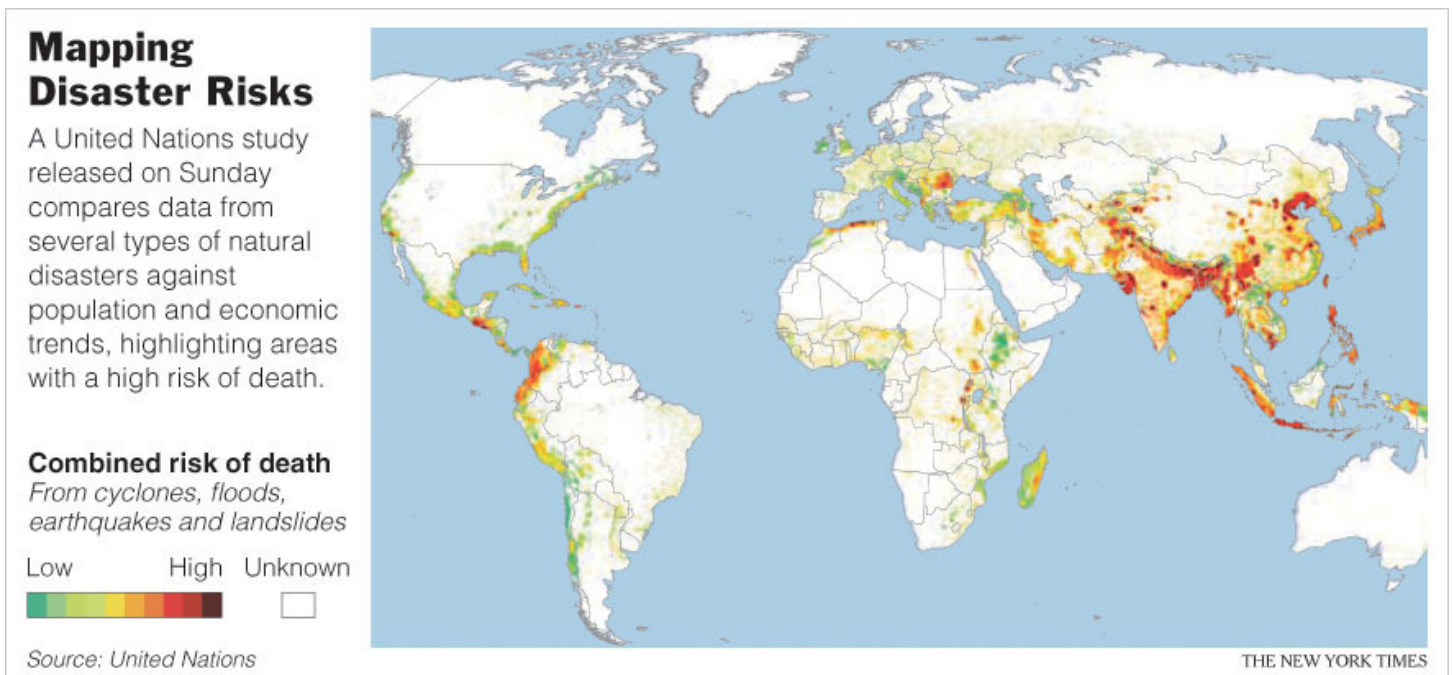 Mapping
Disaster Risks
A United Nations study
released on Sunday
compares data from
several types of natural
disasters against
population and economic
trends, highlighting areas
with a high risk of death.
Combined risk of death
From cyclones, floods,
earthquakes and landslides
Low High Unknown
Source: United Nations
THE NEW YORK TIMES